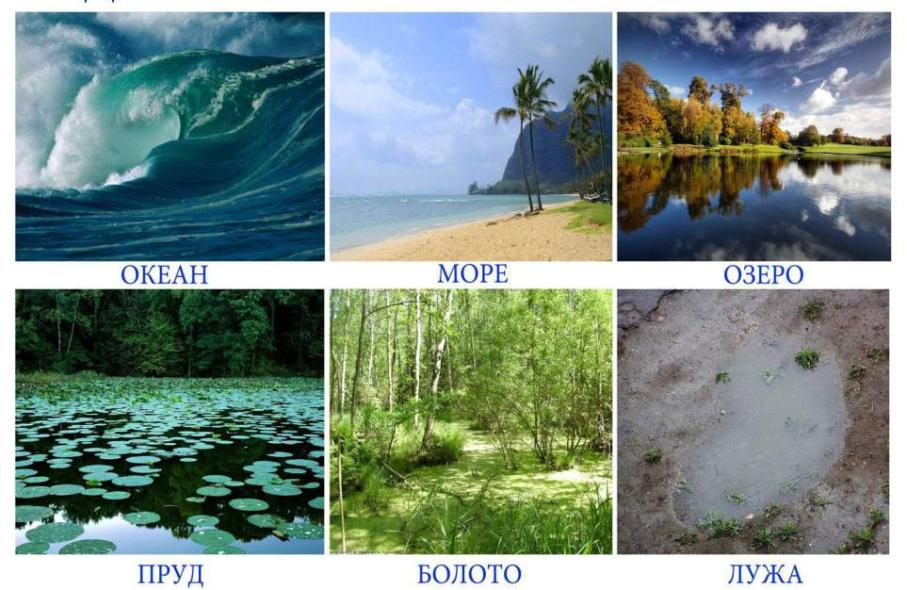 ОКЕАН
МОРЕ
ОЗЕРО
ПРУД
БОЛОТО
ЛУЖА